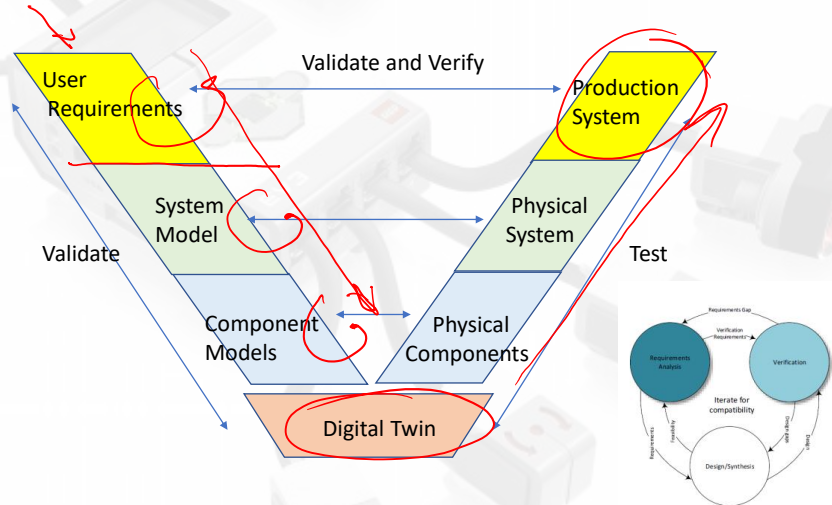 User
Requirements
Validate and Verify
Production
System
System
Model
Physical
System
Validate
Test
Component
Models
Physical
Components
Digital Twin
Requirements Gap
Verification
Requirements
Requirements
Analysis
Verification
Iterate for
compatibility
Requirements
Feasibility
Design gaps
Design
Design/Synthesis